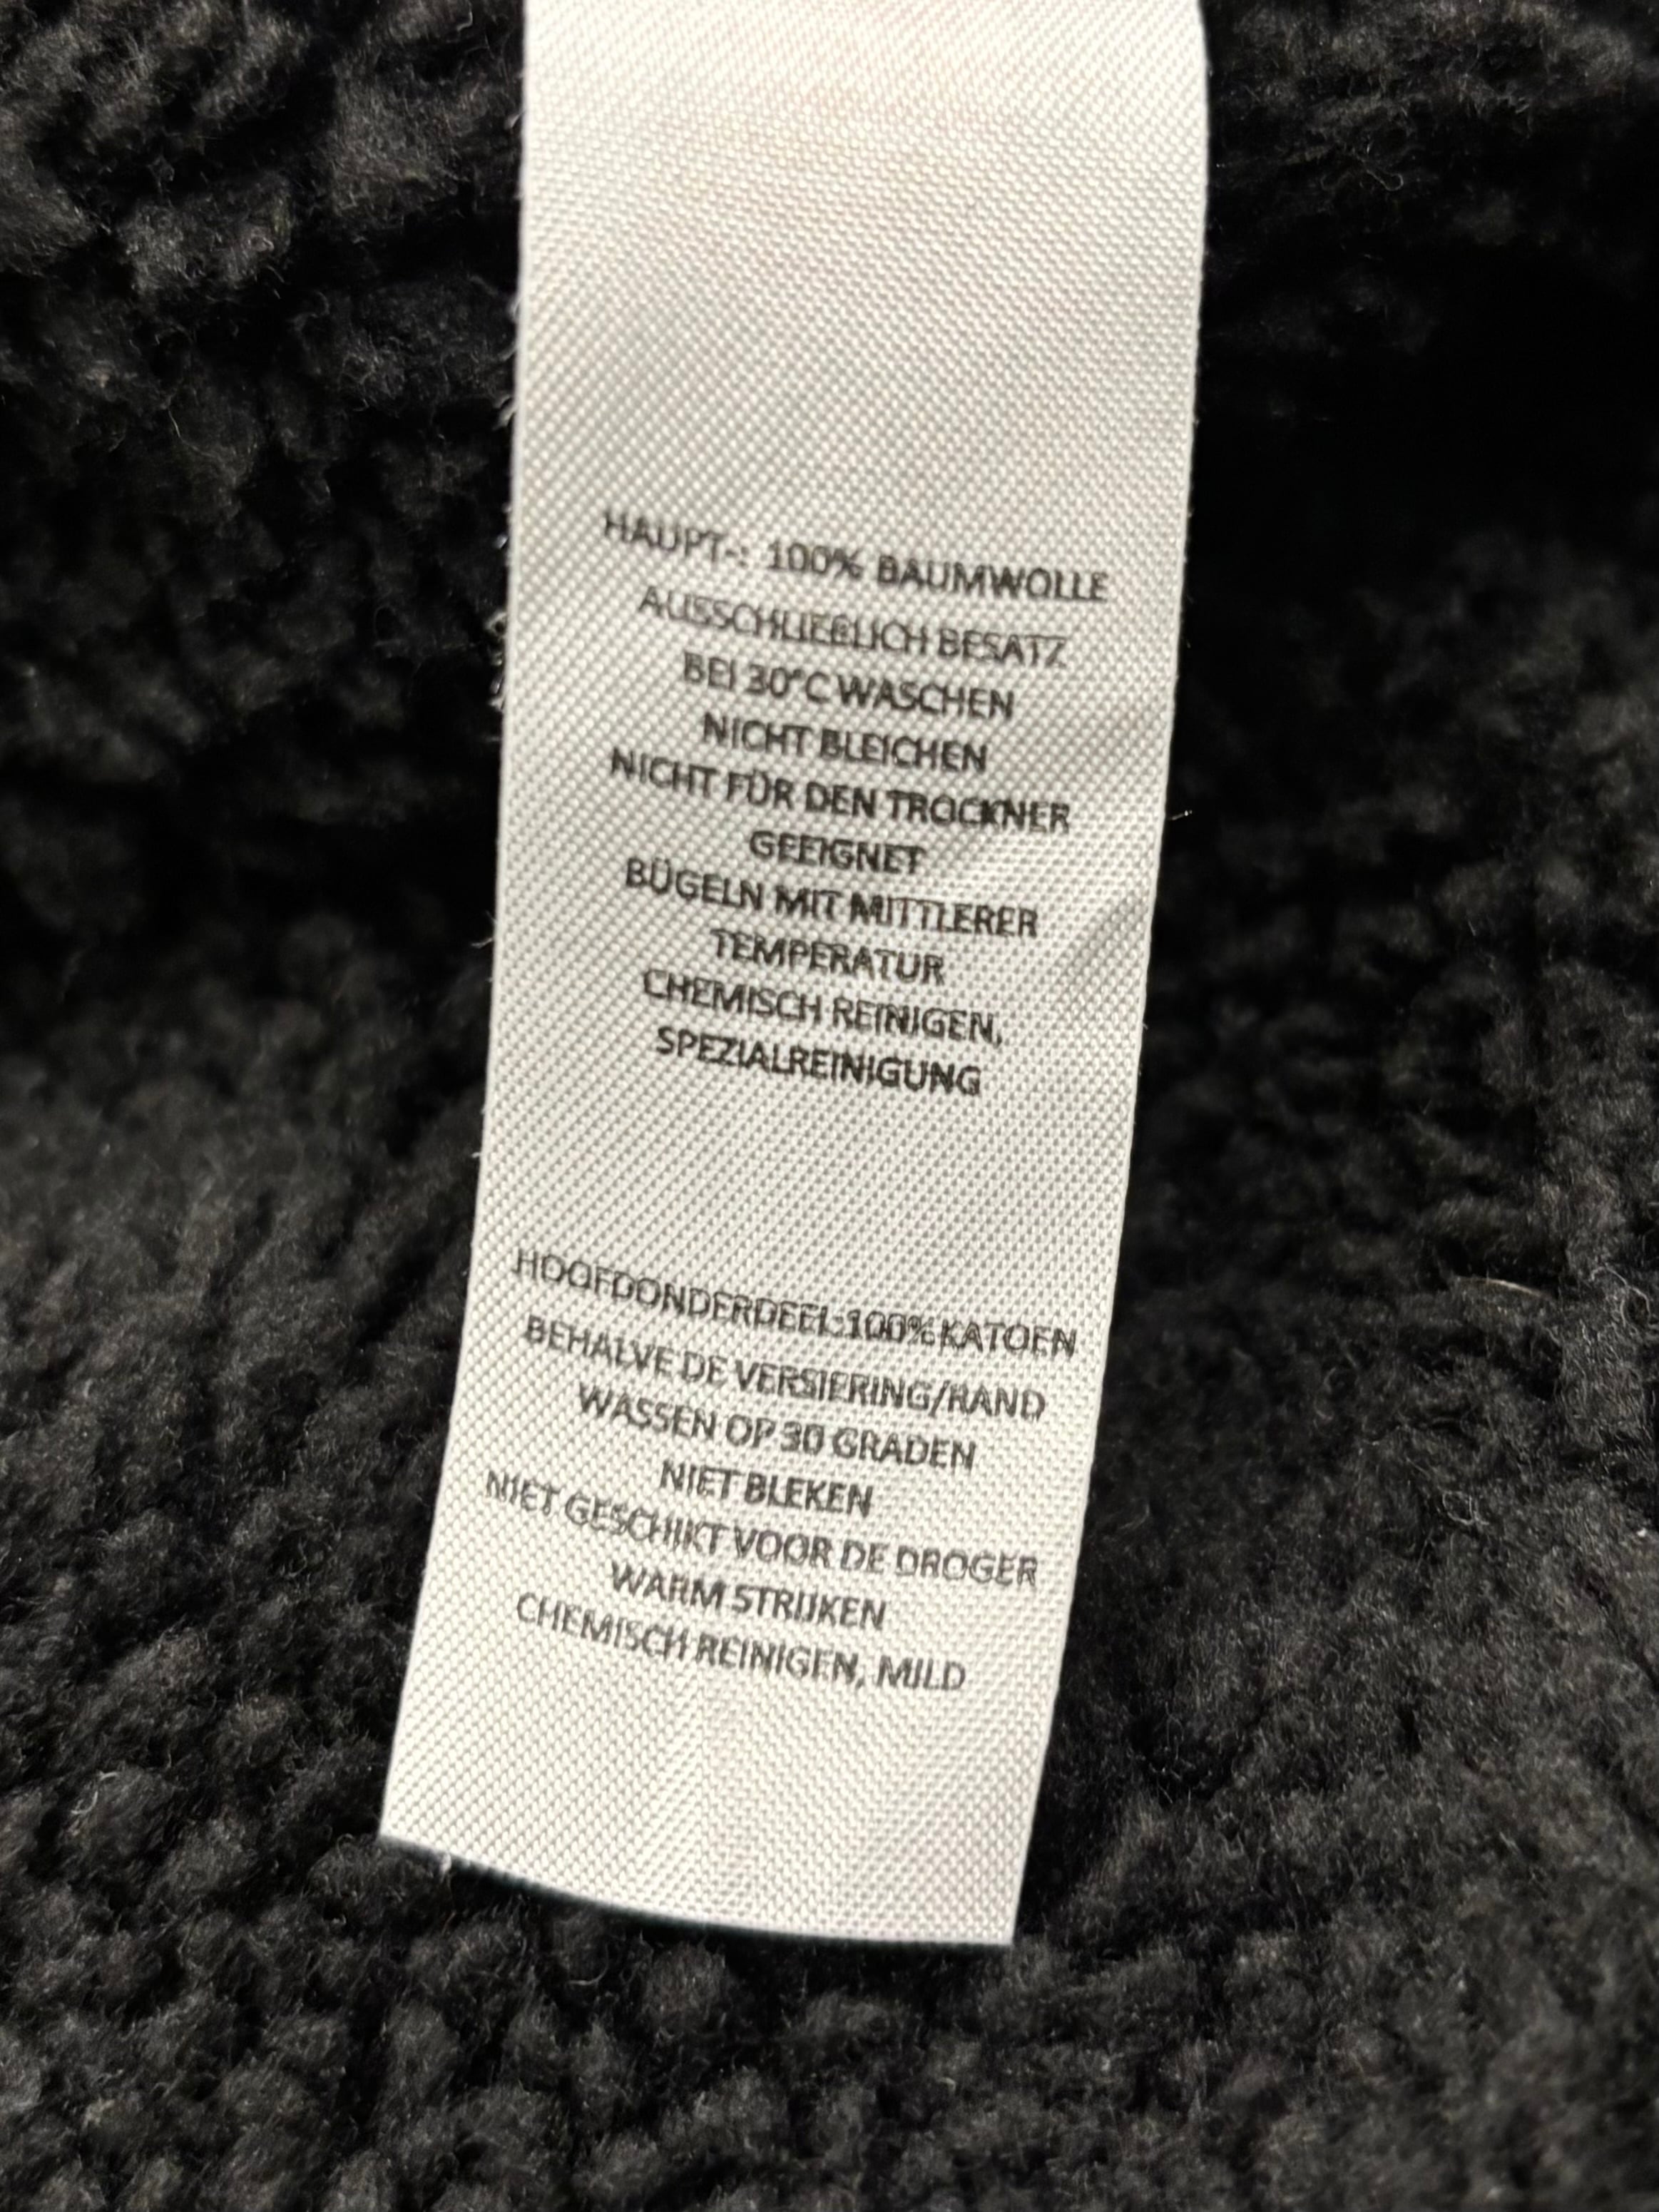 HAUPT-: 100% BAUMWOLLE
AUSSCHLIEßLICH BESATZ
BEI 30°C WASCHEN
NICHT BLEICHEN
NICHT FÜR DEN TROCKNER
GEEIGNET
BÜGELN MIT MITTLERER
TEMPERATUR
CHEMISCH REINIGEN,
SPEZIALREINIGUNG
HOOFDONDERDEEL:100%KATOEN
BEHALVE DE VERSIERING/RAND
WASSEN OP 30 GRADEN
NIET BLEKEN
NIET GESCHIKT VOOR DE DROGER
WARM STRIJKEN
CHEMISCH REINIGEN, MILD